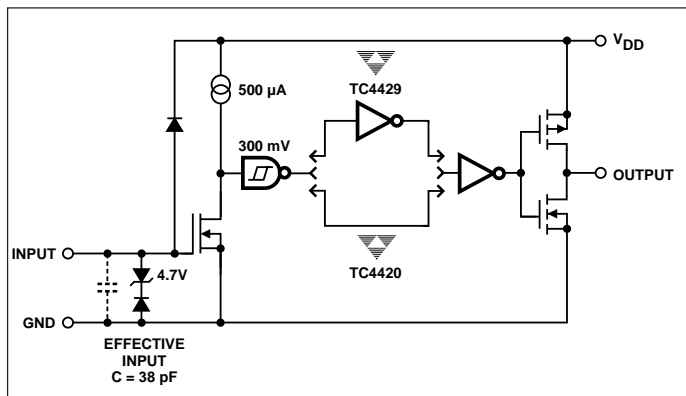 V_DD
500 µA
TC4429
300 mV
OUTPUT
INPUT
4.7V
TC4420
GND
EFFECTIVE
INPUT
C = 38 pF